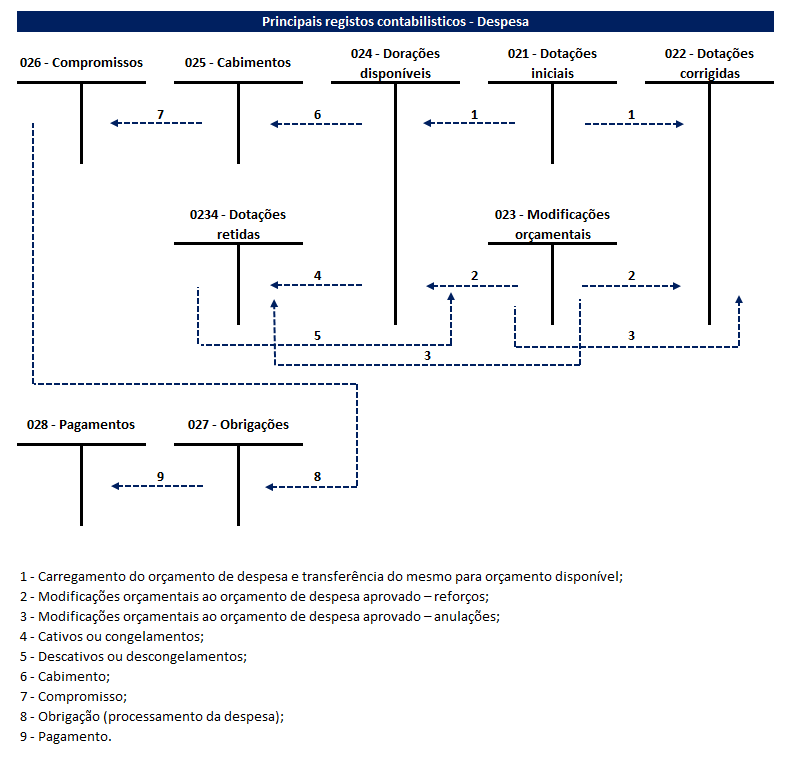 Principais registos contabilisticos - Despesa
026 - Compromissos
025 - Cabimentos
024 - Dorações
disponíveis
021 - Dotações
iniciais
022 - Dotações
corrigidas
7
6
1
1
0234 - Dotações
retidas
023 - Modificações
orçamentais
4
2
2
5
3
3
028 - Pagamentos
027 - Obrigações
9
8
1 - Carregamento do orçamento de despesa e transferência do mesmo para orçamento disponível;
2 - Modificações orçamentais ao orçamento de despesa aprovado – reforços;
3 - Modificações orçamentais ao orçamento de despesa aprovado – anulações;
4 - Cativos ou congelamentos;
5 - Descativos ou descongelamentos;
6 - Cabimento;
7 - Compromisso;
8 - Obrigação (processamento da despesa);
9 - Pagamento.